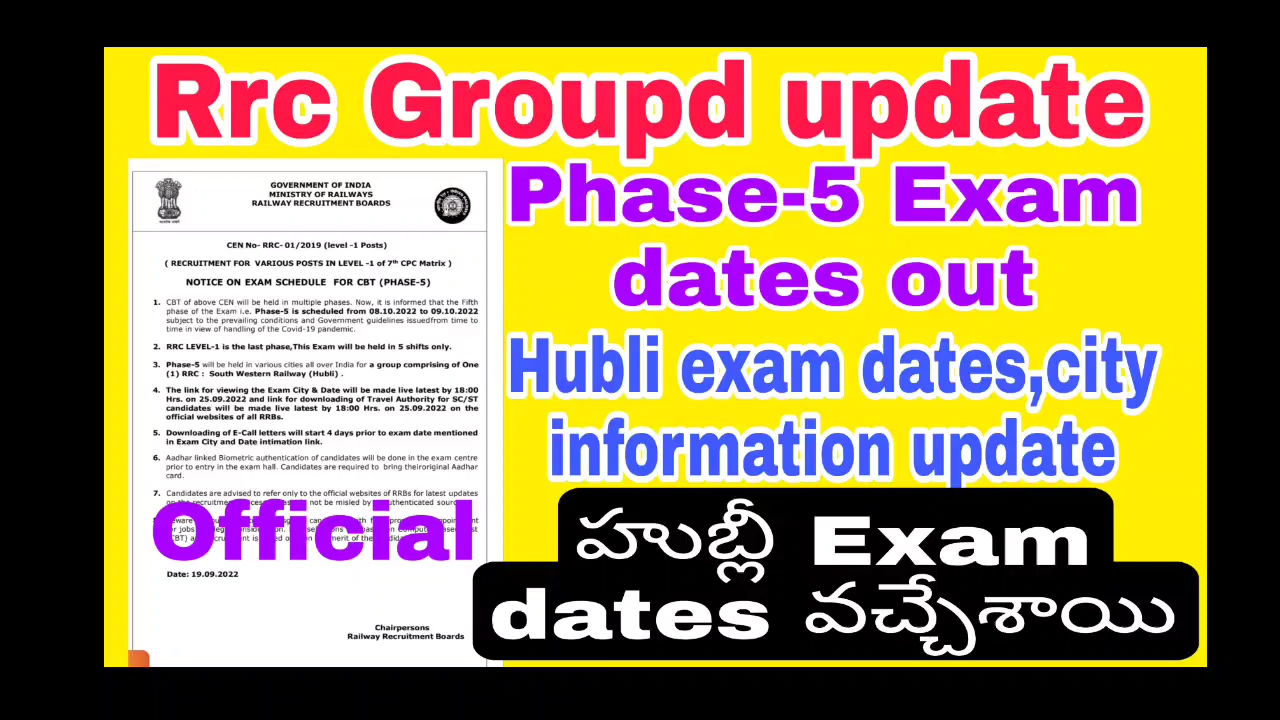 Rrc Groupd update
GOVERNMENT OF INDIA
MINISTRY OF RAILWAYS
RAILWAY RECRUITMENT BOARDS
CEN No- RRC- 01/2019 (level -1 Posts)
( RECRUITMENT FOR VARIOUS POSTS IN LEVEL -1 of 7th CPC Matrix )
NOTICE ON EXAM SCHEDULE FOR CBT (PHASE-5)
1. CBT of above CEN will be held in multiple phases. Now, it is informed that the Fifth
phase of the Exam i.e. Phase-5 is scheduled from 08.10.2022 to 09.10.2022
subject to the prevailing conditions and Government guidelines issuedfrom time to
time in view of handling of the Covid-19 pandemic.
2. RRC LEVEL-1 is the last phase,This Exam will be held in 5 shifts only.
3. Phase-5 will be held in various cities all over India for a group comprising of One
(1) RRC : South Western Railway (Hubli) .
4. The link for viewing the Exam City & Date will be made live latest by 18:00
Hrs. on 25.09.2022 and link for downloading of Travel Authority for SC/ST
candidates will be made live latest by 18:00 Hrs. on 25.09.2022 on the
official websites of all RRBs.
5. Downloading of E-Call letters will start 4 days prior to exam date mentioned
in Exam City and Date intimation link.
6. Aadhar linked Biometric authentication of candidates will be done in the exam centre
prior to entry in the exam hall. Candidates are required to bring theiroriginal Aadhar
card.
7. Candidates are advised to refer only to the official websites of RRBs for latest updates
Official
Date: 19.09.2022
Chairpersons
Railway Recruitment Boards
Phase-5 Exam
dates out
Hubli exam dates,city
information update
హుబ్లీ Exam
dates వచ్చేశాయి